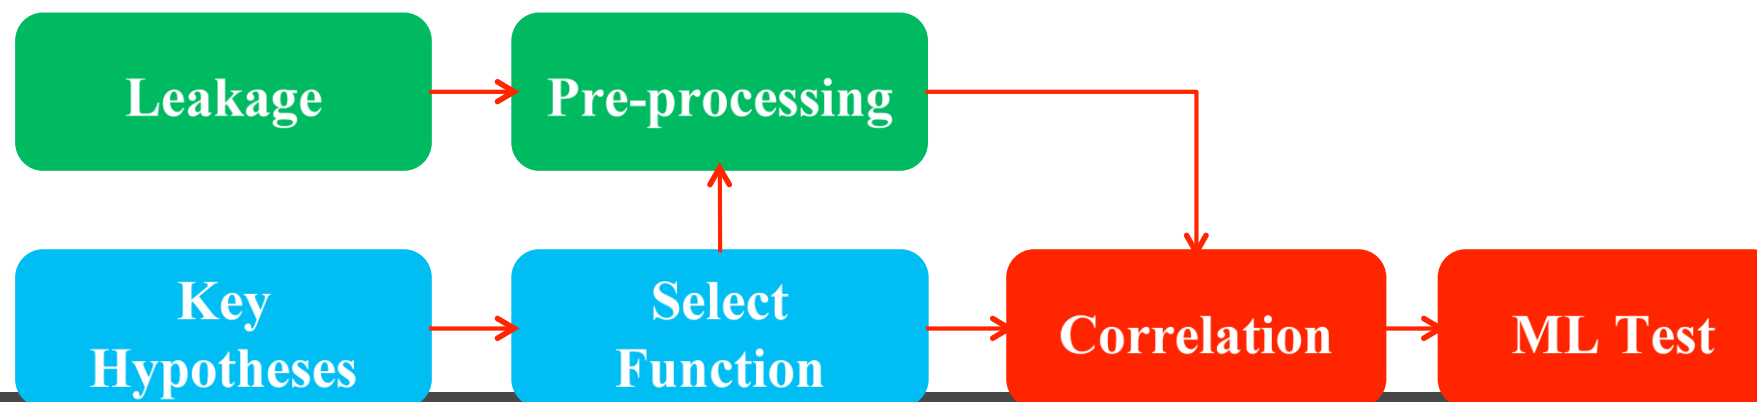 Leakage
Pre-processing
Key
Hypotheses
Select
Function
Correlation
ML Test